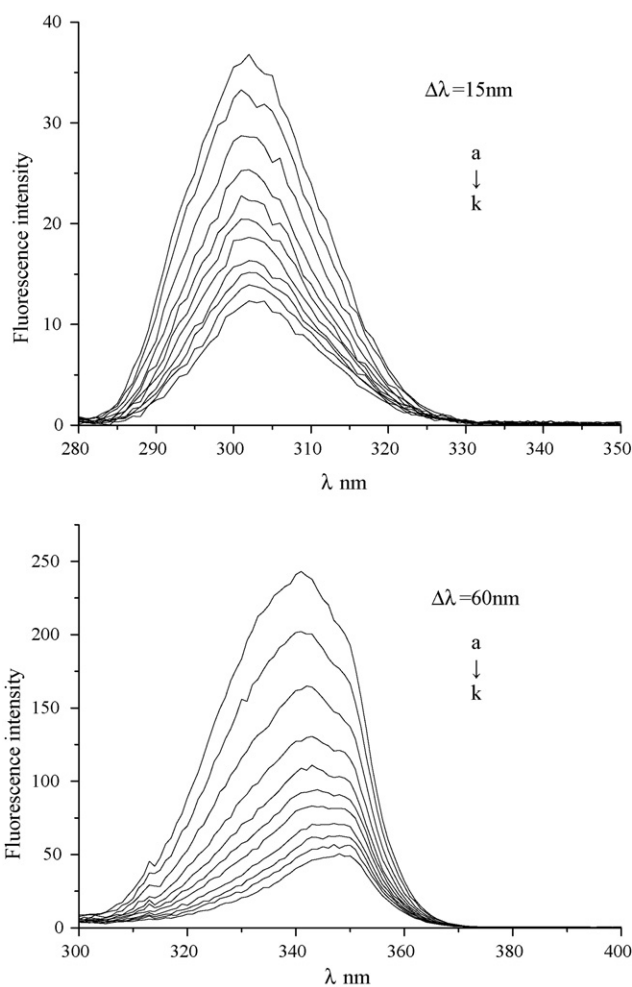 40
30
20
10
0
Fluorescence intensity
Δλ=15nm
a
↓
k
280 290 300 310 320 330 340 350
λ nm
250
200
150
100
50
0
Fluorescence intensity
Δλ=60nm
a
↓
k
300 320 340 360 380 400
λ nm